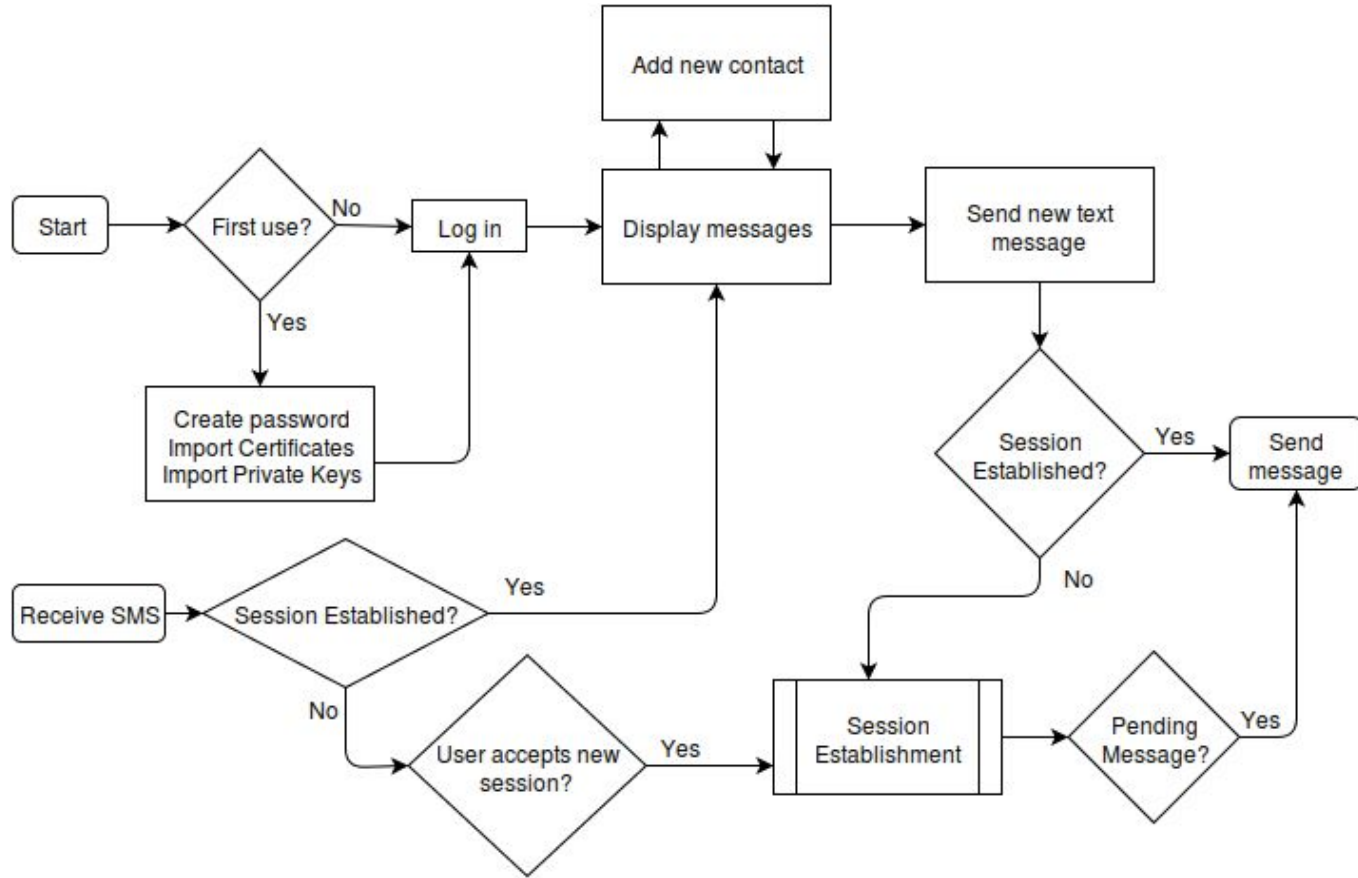 Add new contact
Start
First use?
No
Log in
Display messages
Send new text
message
Yes
Create password
Import Certificates
Import Private Keys
Session
Established?
Yes
Send
message
No
Receive SMS
Session Established?
Yes
No
User accepts new
session?
Yes
Session
Establishment
Pending
Message?
Yes